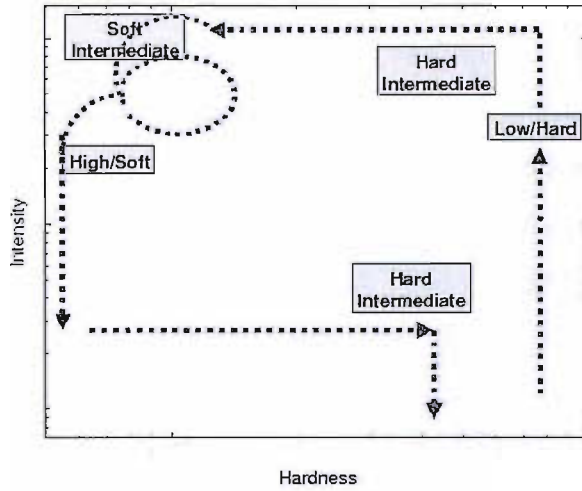 Soft
Intermediate
Hard
Intermediate
Low/Hard
High/Soft
Intensity
Hard
Intermediate
Hardness